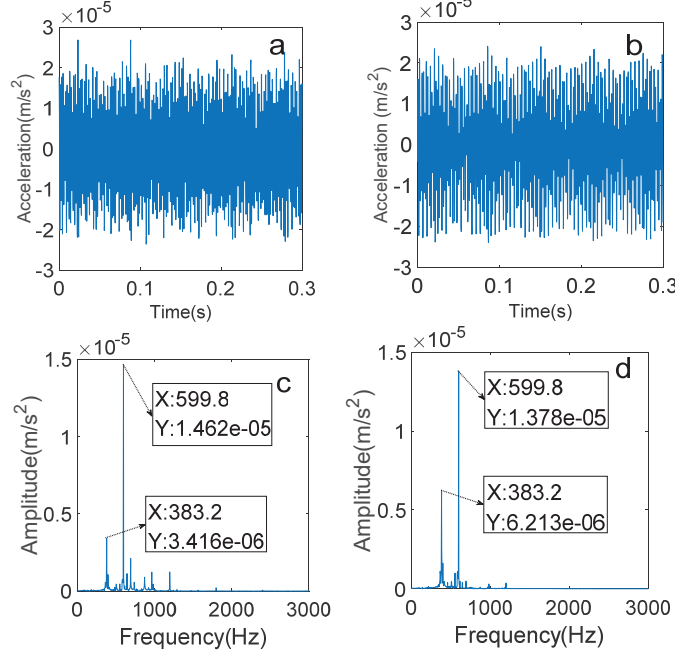 ×10⁻⁵
a
Acceleration(m/s²)
3
2
1
0
-1
-2
-3
0
0.1
0.2
0.3
Time(s)
×10⁻⁵
b
Acceleration (m/s²)
3
2
1
0
-1
-2
-3
0
0.1
0.2
0.3
Time(s)
×10⁻⁵
c
Amplitude(m/s²)
1.5
1
0.5
0
X:599.8
Y:1.462e-05
X:383.2
Y:3.416e-06
0
1000
2000
3000
Frequency(Hz)
×10⁻⁵
d
Amplitude(m/s²)
1.5
1
0.5
0
X:599.8
Y:1.378e-05
X:383.2
Y:6.213e-06
0
1000
2000
3000
Frequency(Hz)